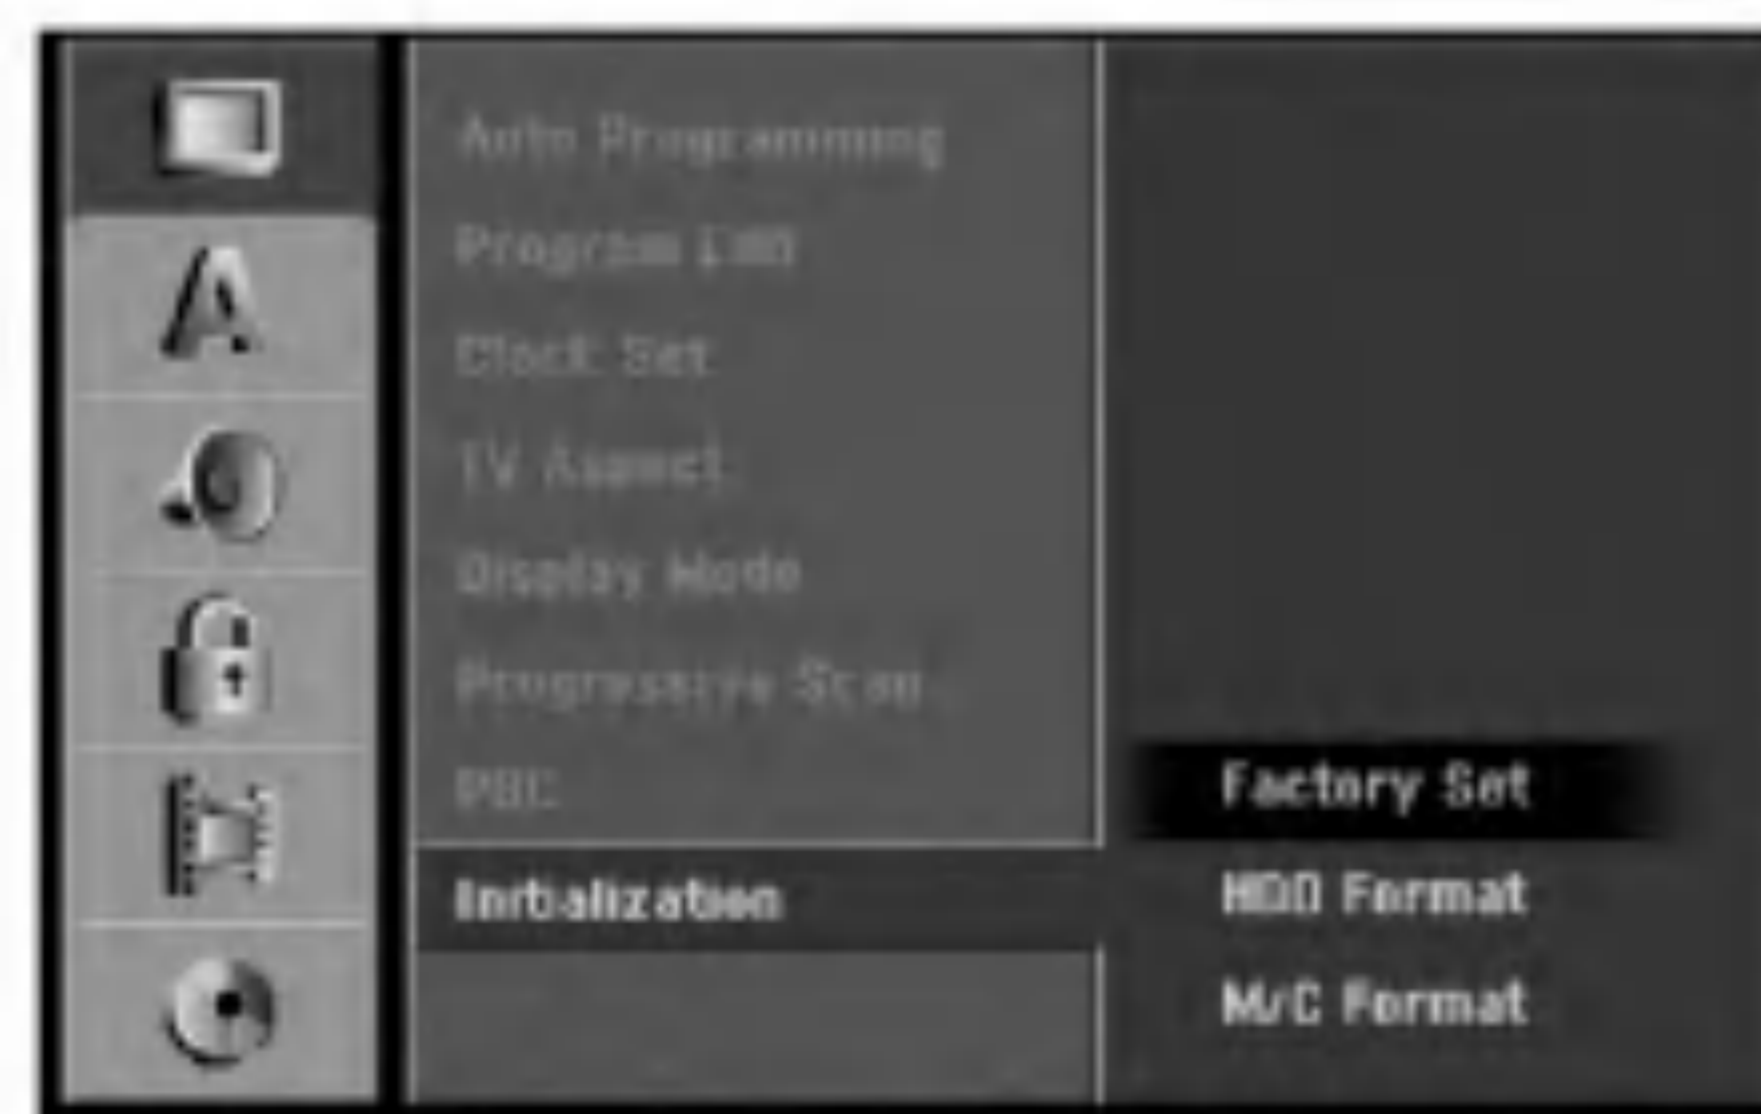 Auto Programming
Program Edit
Clock Set
TV Aspect
Display Mode
Progressive Scan
PBC
Initialization
Factory Set
HDD Format
M/C Format